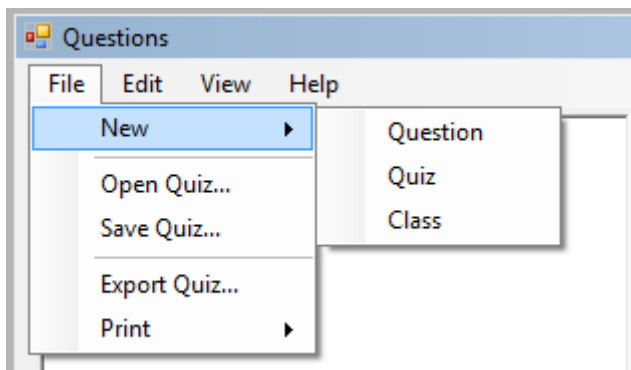 Questions
File Edit View Help
New
Question
Quiz
Class
Open Quiz...
Save Quiz...
Export Quiz...
Print